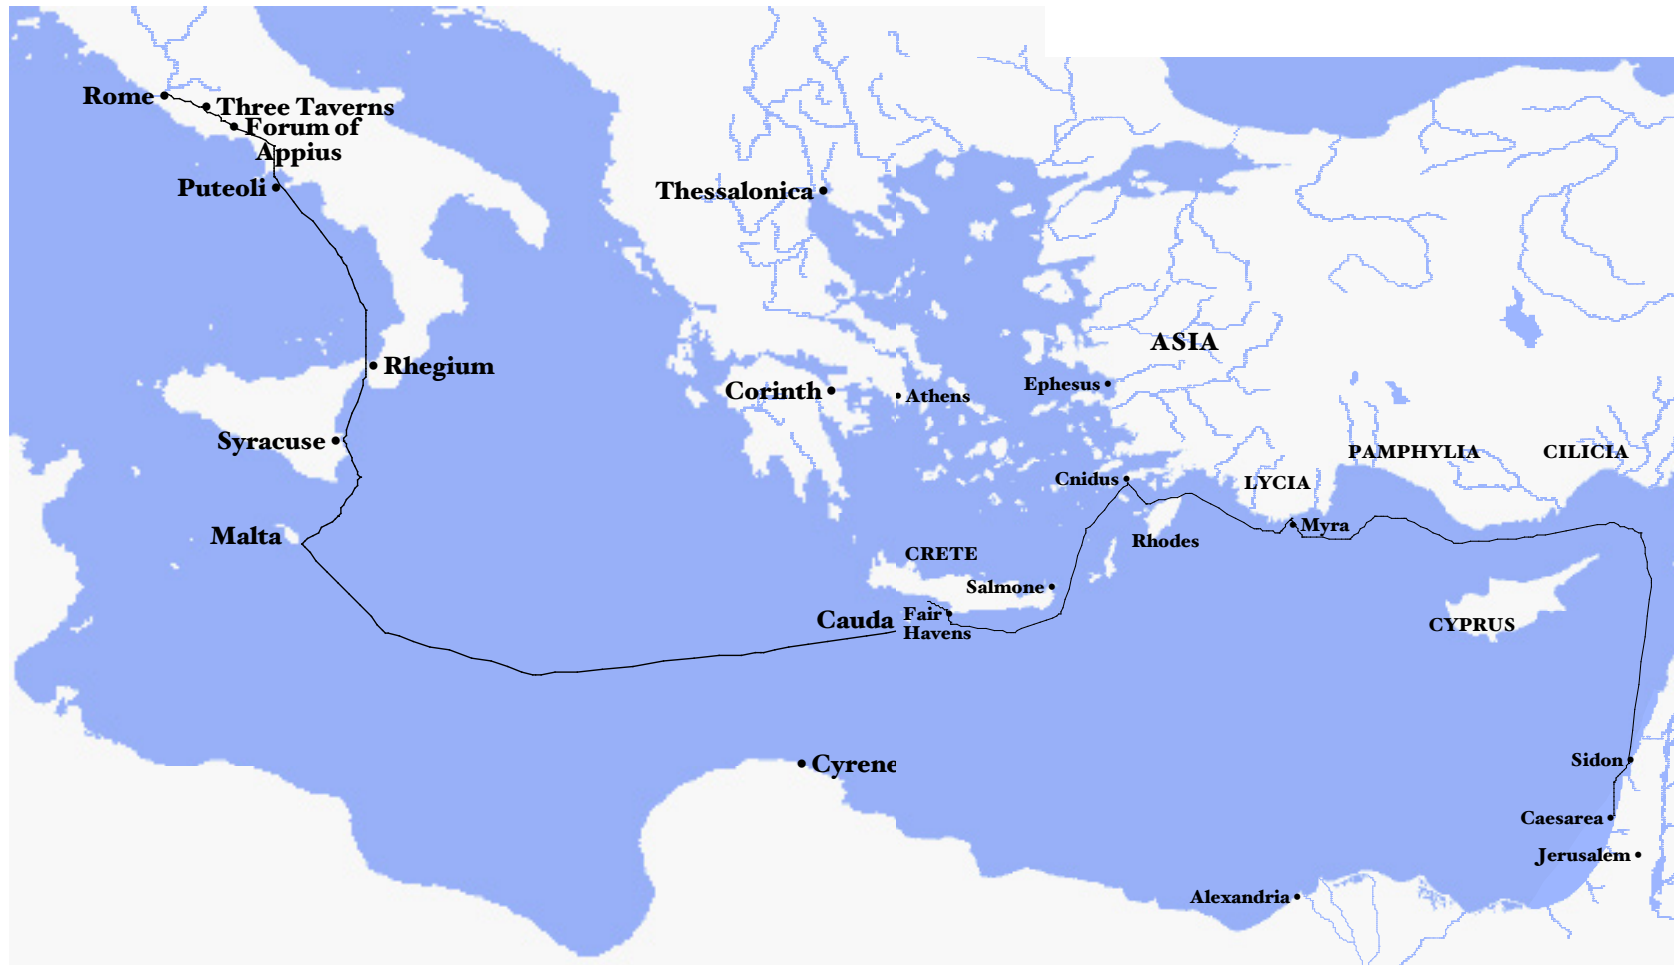 Rome
Three Taverns
Forum of
Appius
Puteoli
Thessalonica
ASIA
Rhegium
Corinth
Athens
Ephesus
Syracuse
PAMPHYLIA
CILICIA
Cnidus
LYCIA
Malta
Myra
Rhodes
CRETE
Salmone
Cauda
Fair
Havens
CYPRUS
Cyrene
Sidon
Caesarea
Jerusalem
Alexandria